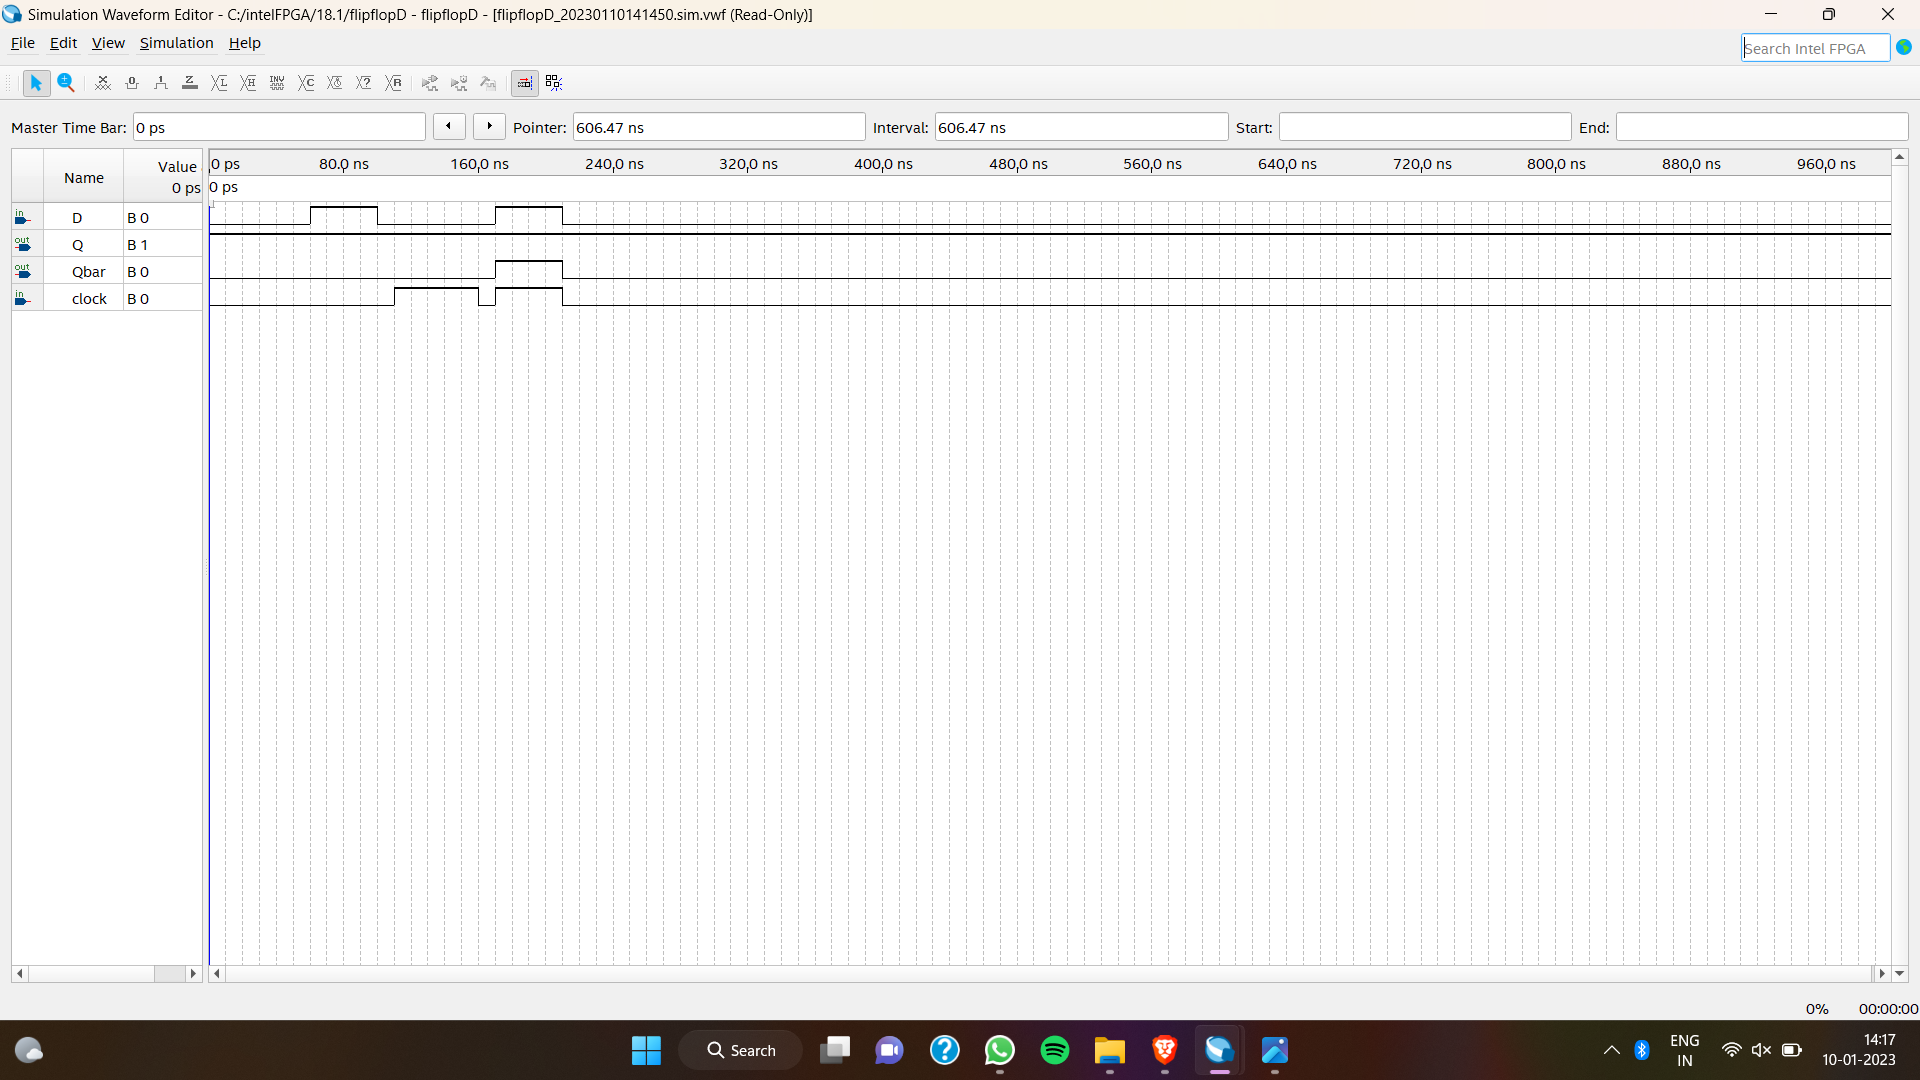 Simulation Waveform Editor - C:/intelFPGA/18.1/flipflopD - flipflopD - [flipflopD_20230110141450.sim.vwf (Read-Only)]
File Edit View Simulation Help
Search Intel FPGA
Master Time Bar: 0 ps Pointer: 606.47 ns Interval: 606.47 ns Start: End:
Name Value
0 ps
0 ps 80.0 ns 160.0 ns 240.0 ns 320.0 ns 400.0 ns 480.0 ns 560.0 ns 640.0 ns 720.0 ns 800.0 ns 880.0 ns 960.0 ns
0 ps
in D B 0
out Q B 1
out Qbar B 0
in clock B 0
0% 00:00:00
Search
ENG
IN
14:17
10-01-2023